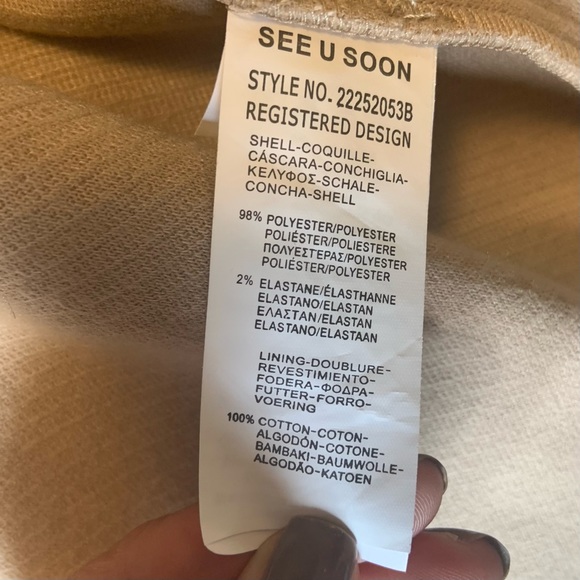 SEE U SOON
STYLE NO. 22252053B
REGISTERED DESIGN
SHELL-COQUILLE-
CÁSCARA-CONCHIGLIA-
ΚΕΛΥΦΟΣ-SCHALE-
CONCHA-SHELL
98% POLYESTER/POLYESTER
POLIÉSTER/POLIESTERE
ΠΟΛΥΕΣΤΈΡΑΣ/POLYESTER
POLIÉSTER/POLYESTER
2% ELASTANE/ÉLASTHANNE
ELASTANO/ELASTAN
ΕΛΑΣΤΑΝ/ELASTAN
ELASTANO/ELASTAAN
LINING-DOUBLURE-
REVESTIMIENTO-
FODERA-ΦΟΔΡΑ-
FUTTER-FORRO-
VOERING
100% COTTON-COTON-
ALGODÓN-COTONE-
BAMBAKI-BAUMWOLLE-
ALGODÃO-KATOEN